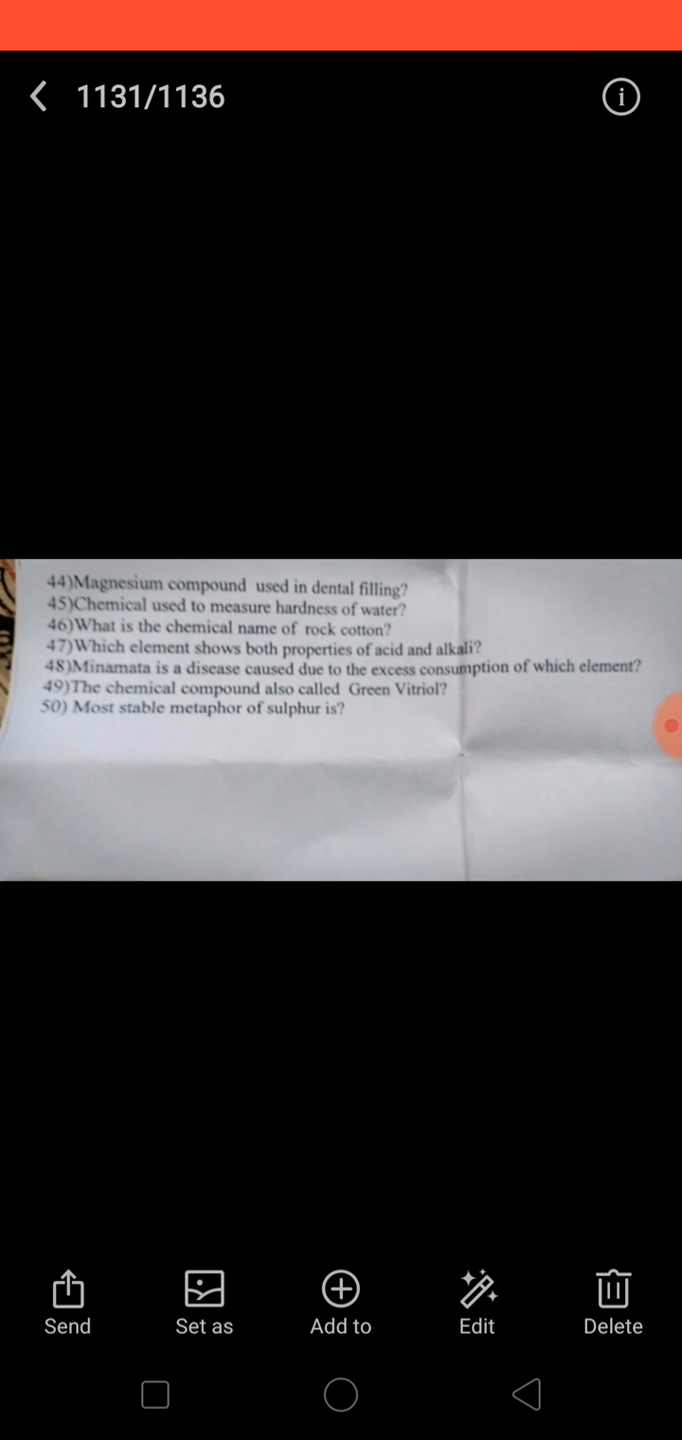 1131/1136
44)Magnesium compound used in dental filling?
45)Chemical used to measure hardness of water?
46)What is the chemical name of rock cotton?
47)Which element shows both properties of acid and alkali?
48)Minamata is a disease caused due to the excess consumption of which element?
49)The chemical compound also called Green Vitriol?
50) Most stable metaphor of sulphur is?
Send Set as Add to Edit Delete